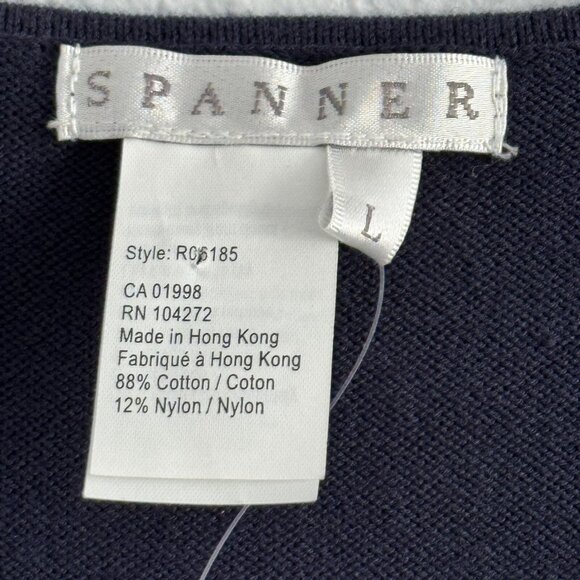 SPANNER
L
Style: R06185
CA 01998
RN 104272
Made in Hong Kong
Fabriqué à Hong Kong
88% Cotton / Coton
12% Nylon / Nylon